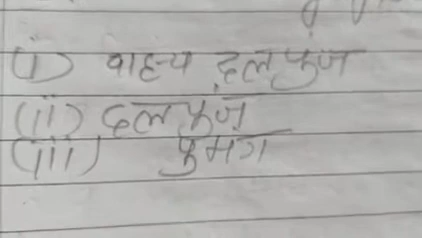 (i) वाह्य दलपुंज
(ii) दलपुंज
(iii) पुमंग